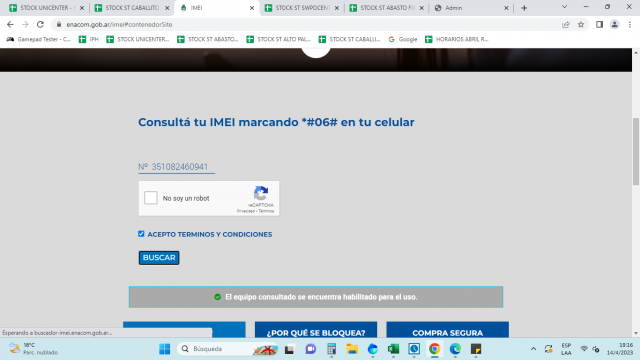 STOCK UNICENTER -
STOCK ST CABALLITO
IMEI
STOCK ST SWPOCENT
STOCK ST ABASTO
Admin
enacom.gob.ar/imei#contenedorSite
Gamepad Tester - C...
IPH
STOCK UNICENTER...
STOCK ST ABASTO...
STOCK ST ALTO PAL...
STOCK ST CABALLI...
Google
HORARIOS ABRIL R...
Consultá tu IMEI marcando *#06# en tu celular
Nº 351082460941
No soy un robot
reCAPTCHA
Privacidad - Términos
ACEPTO TERMINOS Y CONDICIONES
BUSCAR
El equipo consultado se encuentra habilitado para el uso.
Esperando a buscador-imei.enacom.gob.ar...
¿POR QUÉ SE BLOQUEA?
COMPRA SEGURA
18°C
Parc. nublado
Búsqueda
ESP
LAA
19:16
14/4/2023